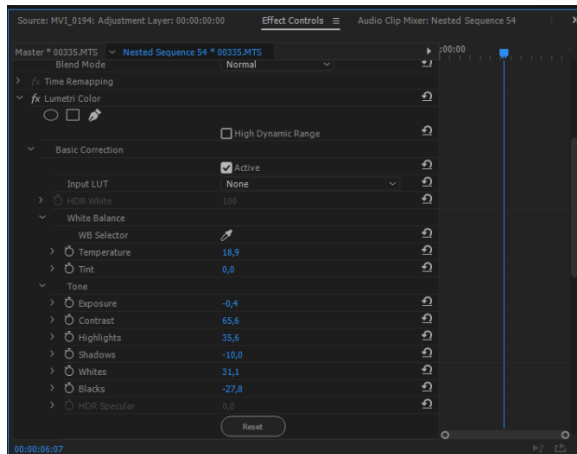 Source: MVI_0194: Adjustment Layer: 00:00:00:00 Effect Controls Audio Clip Mixer: Nested Sequence 54
Master * 00335.MTS Nested Sequence 54 * 00335.MTS :00:00
Blend Mode Normal
fx Time Remapping
fx Lumetri Color
High Dynamic Range
Basic Correction
Active
Input LUT None
HDR White 100
White Balance
WB Selector
Temperature 18,9
Tint 0,0
Tone
Exposure -0,4
Contrast 65,6
Highlights 35,6
Shadows -10,0
Whites 31,1
Blacks -27,8
HDR Specular 0,0
Reset
00:00:06:07